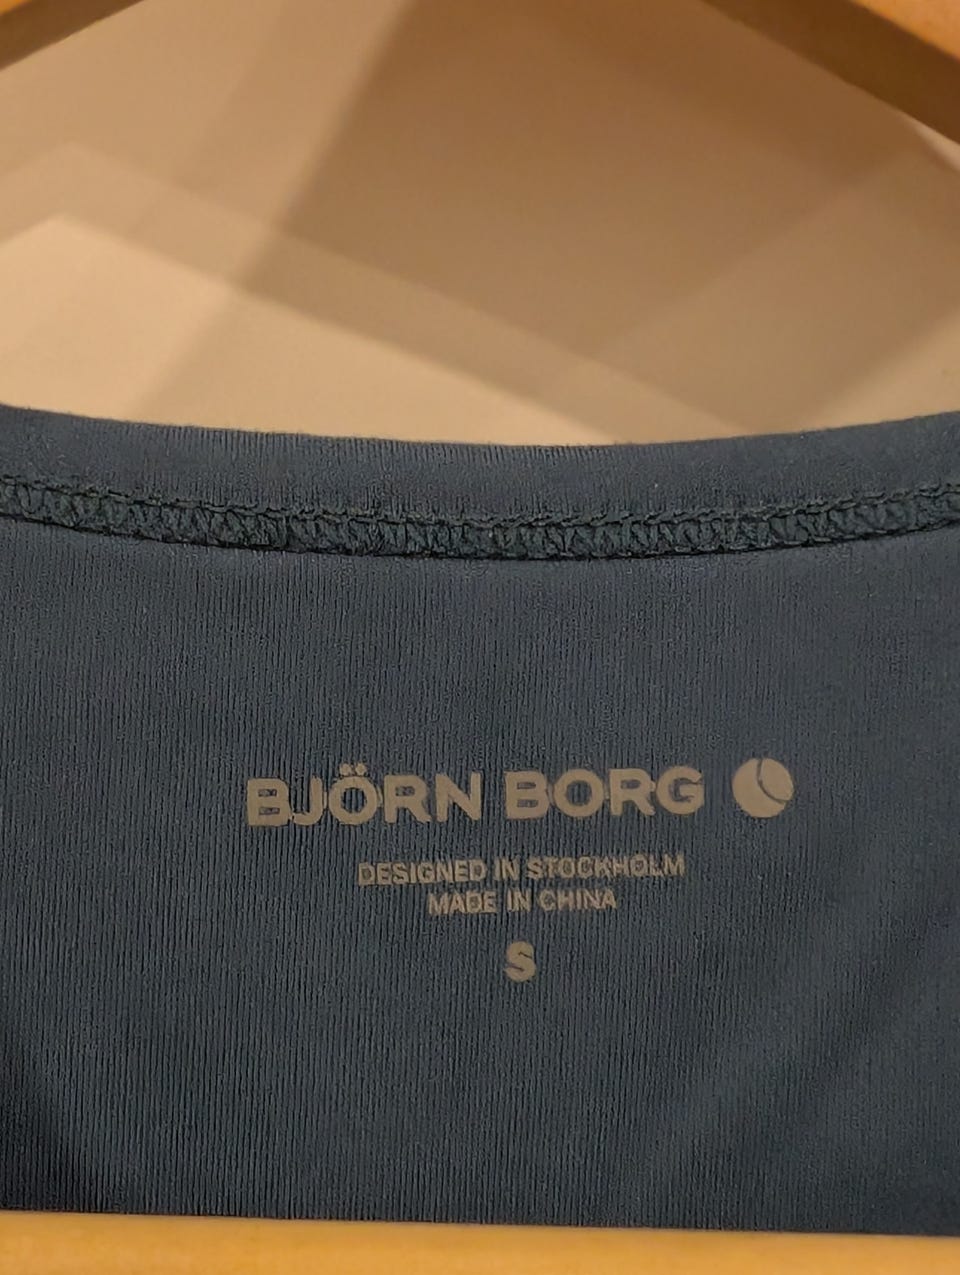 BJÖRN BORG
DESIGNED IN STOCKHOLM
MADE IN CHINA
S